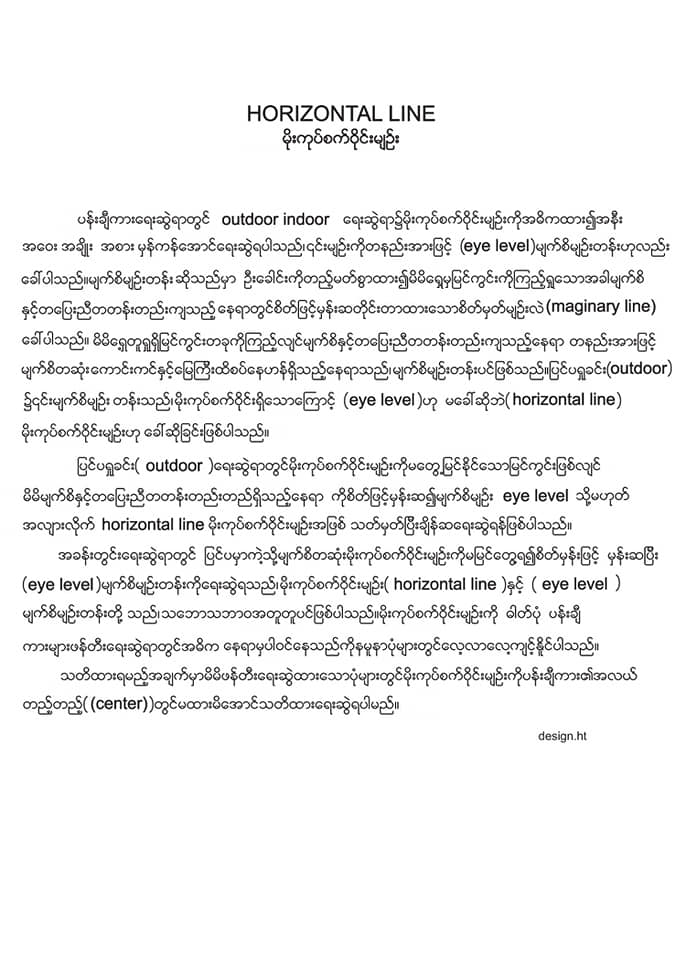 HORIZONTAL LINE
မိုးကုပ်စက်ဝိုင်းမျဉ်း
ပန်းချီကားရေးဆွဲရာတွင် outdoor indoor ရေးဆွဲရာ၌မိုးကုပ်စက်ဝိုင်းမျဉ်းကိုအဓိကထား၍အနီး
အဝေး အချိုး အစား မှန်ကန်အောင်ရေးဆွဲရပါသည်၊၎င်းမျဉ်းကိုတနည်းအားဖြင့် (eye level)မျက်စိမျဉ်းတန်းဟုလည်း
ခေါ်ပါသည်။မျက်စိမျဉ်းတန်း ဆိုသည်မှာ ဦးခေါင်းကိုတည့်မတ်စွာထား၍မိမိရှေ့မှမြင်ကွင်းကိုကြည့်ရှုသောအခါမျက်စိ
နှင့်တပြေးညီတတန်းတည်းကျသည့် နေရာတွင်စိတ်ဖြင့်မှန်းဆတိုင်းတာထားသောစိတ်မှတ်မျဉ်းလဲ(maginary line)
ခေါ်ပါသည်။ မိမိရှေ့တူရှုရှိမြင်ကွင်းတခုကိုကြည့်လျင်မျက်စိနှင့်တပြေးညီတတန်းတည်းကျသည့်နေရာ တနည်းအားဖြင့်
မျက်စိတဆုံး ကောင်းကင်နှင့်မြေကြီးထိစပ်နေဟန်ရှိသည့်နေရာသည်၊မျက်စိမျဉ်းတန်းပင်ဖြစ်သည်။ပြင်ပရှုခင်း(outdoor)
၌၎င်းမျက်စိမျဉ်း တန်းသည်၊မိုးကုပ်စက်ဝိုင်းရှိသောကြောင့် (eye level)ဟု မခေါ်ဆိုဘဲ(horizontal line)
မိုးကုပ်စက်ဝိုင်းမျဉ်းဟု ခေါ်ဆိုခြင်းဖြစ်ပါသည်။
ပြင်ပရှုခင်း( outdoor )ရေးဆွဲရာတွင်မိုးကုပ်စက်ဝိုင်းမျဉ်းကိုမတွေ့မြင်နိုင်သောမြင်ကွင်းဖြစ်လျင်
မိမိမျက်စိနှင့်တပြေးညီတတန်းတည်းတည်ရှိသည့်နေရာ ကိုစိတ်ဖြင့်မှန်းဆ၍မျက်စိမျဉ်း eye level သို့မဟုတ်
အလျားလိုက် horizontal line မိုးကုပ်စက်ဝိုင်းမျဉ်းအဖြစ် သတ်မှတ်ပြီးချိန်ဆရေးဆွဲရန်ဖြစ်ပါသည်။
အခန်းတွင်းရေးဆွဲရာတွင် ပြင်ပမှာကဲ့သို့မျက်စိတဆုံးမိုးကုပ်စက်ဝိုင်းမျဉ်းကိုမမြင်တွေ့ရ၍စိတ်မှန်းဖြင့် မှန်းဆပြီး
(eye level)မျက်စိမျဉ်းတန်းကိုရေးဆွဲရသည်၊မိုးကုပ်စက်ဝိုင်းမျဉ်း( horizontal line )နှင့် ( eye level )
မျက်စိမျဉ်းတန်းတို့ သည်၊သဘောသဘာဝအတူတူပင်ဖြစ်ပါသည်။မိုးကုပ်စက်ဝိုင်းမျဉ်းကို ဓါတ်ပုံ ပန်းချီ
ကားများဖန်တီးရေးဆွဲရာတွင်အဓိက နေရာမှပါဝင်နေသည်ကိုနမူနာပုံများတွင်လေ့လာလေ့ကျင့်နိူင်ပါသည်။
သတိထားရမည့်အချက်မှာမိမိဖန်တီးရေးဆွဲထားသောပုံများတွင်မိုးကုပ်စက်ဝိုင်းမျဉ်းကိုပန်းချီကား၏အလယ်
တည့်တည့်((center))တွင်မထားမိအောင်သတိထားရေးဆွဲရပါမည်။
design.ht